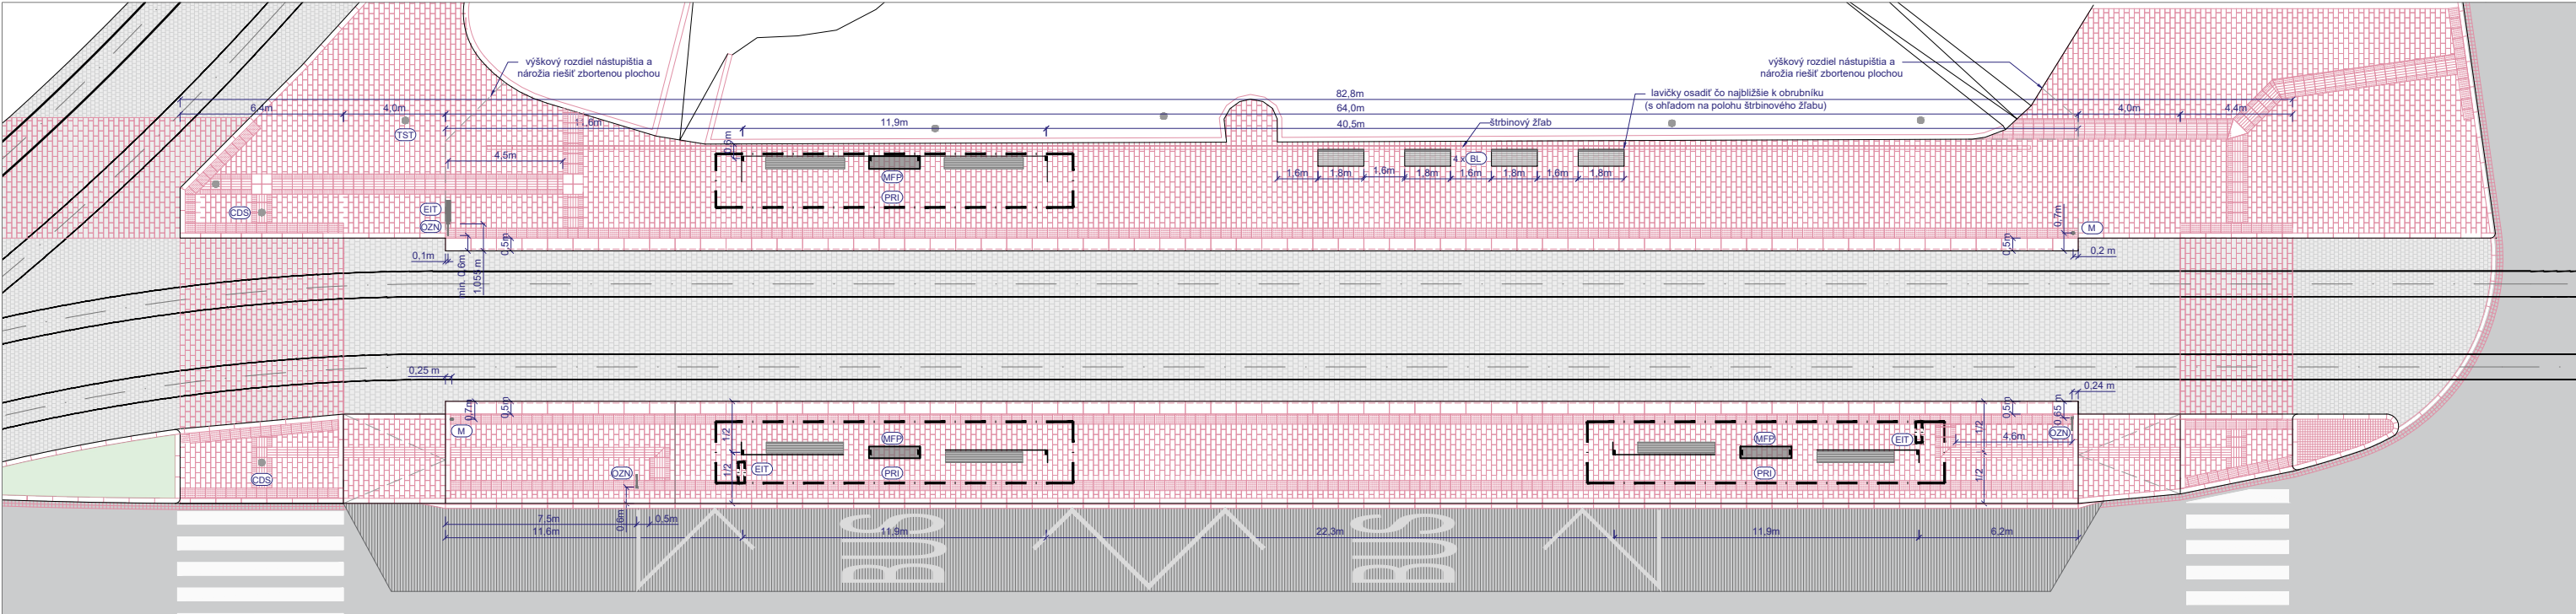 výškový rozdiel nástupištia a
nárožia riešiť zbortenou plochou
výškový rozdiel nástupištia a
nárožia riešiť zbortenou plochou
82,8m
lavičky osadiť čo najbližšie k obrubníku
(s ohľadom na polohu štrbinového žľabu)
6,4m
4,0m
64,0m
4,0m
4,4m
TST
11,6m
11,9m
40,5m
štrbinový žľab
0,6m
4,5m
4 x BL
MFP
1,6m
1,8m
1,6m
1,8m
1,6m
1,8m
1,6m
1,8m
PRI
CDS
EIT
OZN
0,7m
M
0,5m
0,5m
0,1m
min. 0,6m
1,055 m
0,2 m
0,25 m
0,24 m
0,7m
0,5m
0,5m
0,65 m
M
1/2
MFP
MFP
EIT
1/2
OZN
4,6m
CDS
OZN
1/2
EIT
PRI
PRI
1/2
0,6m
7,5m
0,5m
11,6m
11,9m
22,3m
11,9m
6,2m
BUS
BUS